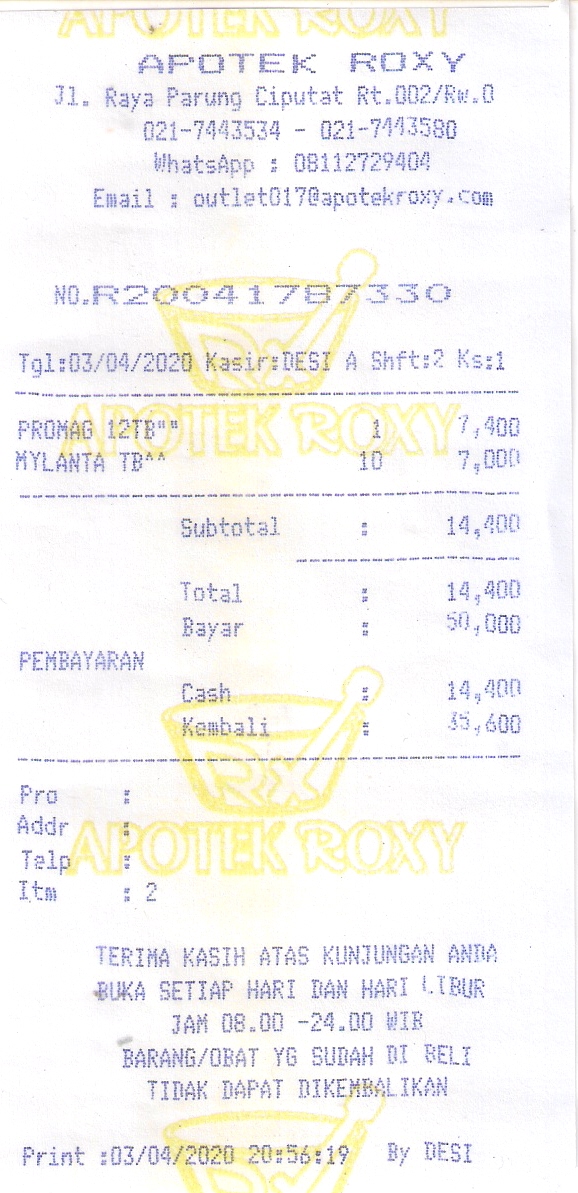 APOTEK ROXY
APOTEK ROXY
Jl. Raya Parung Ciputat Rt.002/Rw.0
021-7443534 - 021-7443580
WhatsApp : 08112729404
Email : outlet017@apotekroxy.com
NO.R20041787330
Rx
Tgl:03/04/2020 Kasir:DESI A Shft:2 Ks:1
APOTEK ROXY
PROMAG 12TB"" 1 7,400
MYLANTA TB^^ 10 7,000
Subtotal : 14,400
Total : 14,400
Bayar : 50,000
PEMBAYARAN
Cash : 14,400
Kembali : 35,600
Rx
Pro :
Addr :
APOTEK ROXY
Telp :
Itm : 2
TERIMA KASIH ATAS KUNJUNGAN ANDA
BUKA SETIAP HARI DAN HARI LIBUR
JAM 08.00 -24.00 WIB
BARANG/OBAT YG SUDAH DI BELI
TIDAK DAPAT DIKEMBALIKAN
Print :03/04/2020 20:56:19 By DESI